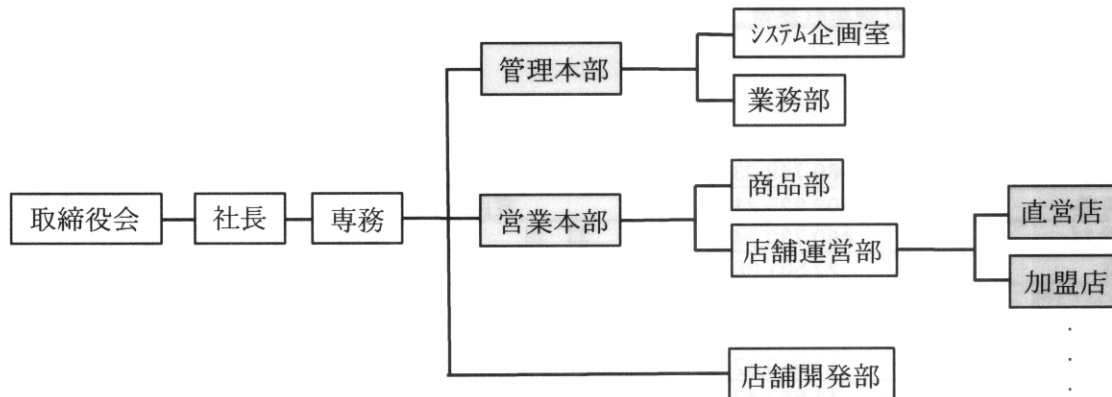 システム企画室
管理本部
業務部
商品部
取締役会
社長
専務
営業本部
店舗運営部
直営店
加盟店
店舗開発部